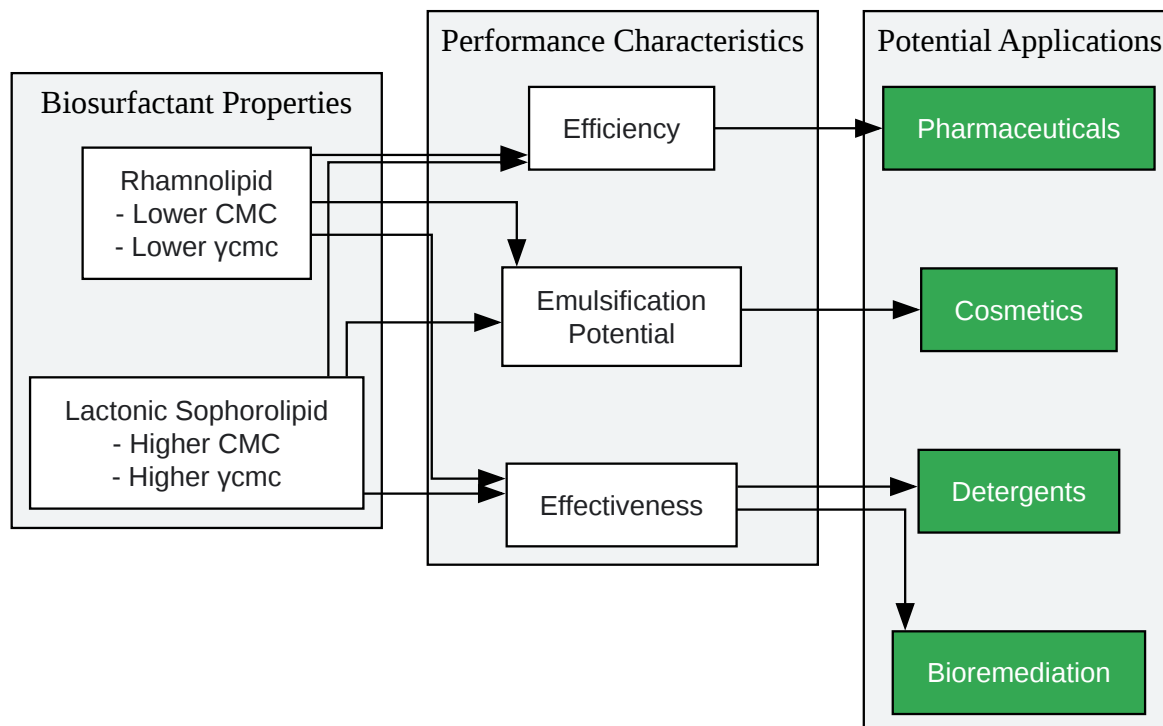 Biosurfactant Properties
Rhamnolipid
- Lower CMC
- Lower γcmc
Lactonic Sophorolipid
- Higher CMC
- Higher γcmc
Performance Characteristics
Efficiency
Emulsification
Potential
Effectiveness
Potential Applications
Pharmaceuticals
Cosmetics
Detergents
Bioremediation